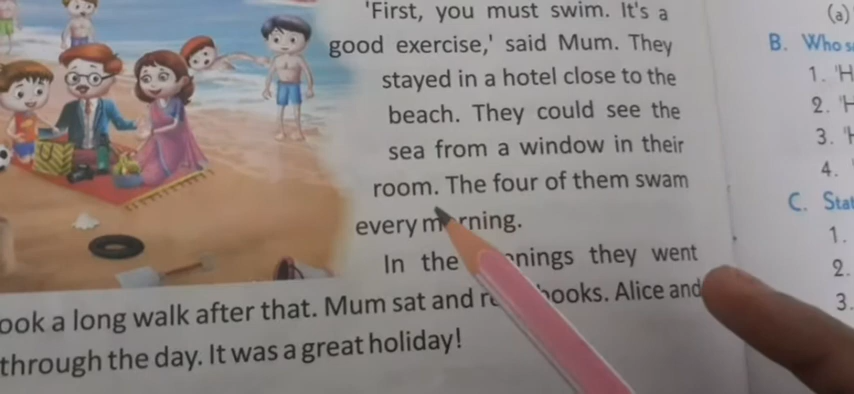 'First, you must swim. It's a
good exercise,' said Mum. They
stayed in a hotel close to the
beach. They could see the
sea from a window in their
room. The four of them swam
every morning.
In the they went
ook a long walk after that. Mum sat and books. Alice and
through the day. It was a great holiday!
(a)
B. Who
1. 'H
2. 'H
3. 'H
4. '
C. Stat
1.
2.
3.